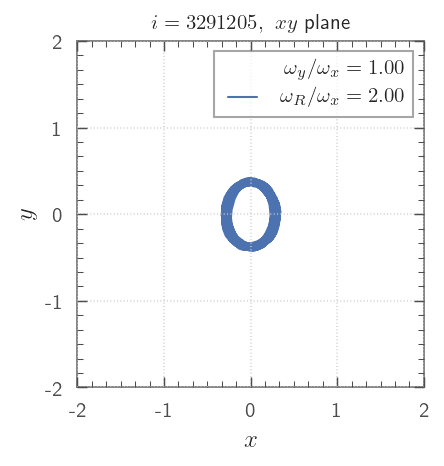 i = 3291205, xy plane
ω_y/ω_x = 1.00
ω_R/ω_x = 2.00
2
1
0
-1
-2
y
-2 -1 0 1 2
x